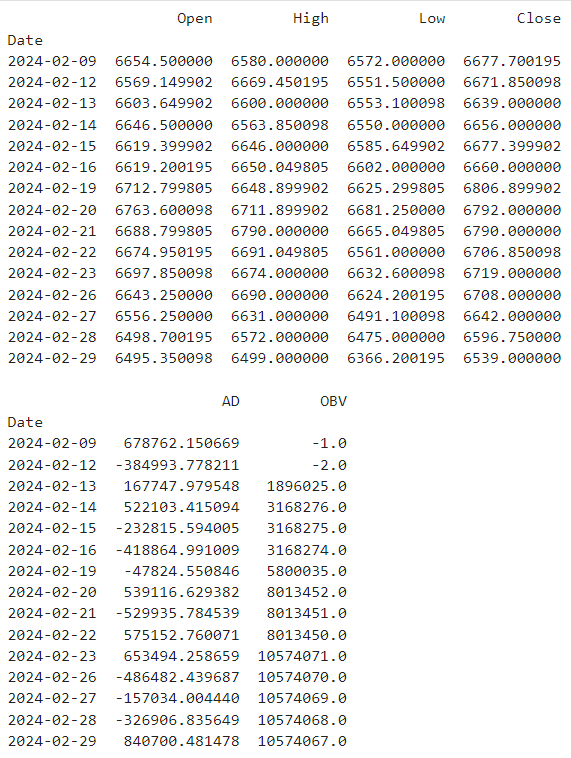 Open High Low Close
Date
2024-02-09 6654.500000 6580.000000 6572.000000 6677.700195
2024-02-12 6569.149902 6669.450195 6551.500000 6671.850098
2024-02-13 6603.649902 6600.000000 6553.100098 6639.000000
2024-02-14 6646.500000 6563.850098 6550.000000 6656.000000
2024-02-15 6619.399902 6646.000000 6585.649902 6677.399902
2024-02-16 6619.200195 6650.049805 6602.000000 6660.000000
2024-02-19 6712.799805 6648.899902 6625.299805 6806.899902
2024-02-20 6763.600098 6711.899902 6681.250000 6792.000000
2024-02-21 6688.799805 6790.000000 6665.049805 6790.000000
2024-02-22 6674.950195 6691.049805 6561.000000 6706.850098
2024-02-23 6697.850098 6674.000000 6632.600098 6719.000000
2024-02-26 6643.250000 6690.000000 6624.200195 6708.000000
2024-02-27 6556.250000 6631.000000 6491.100098 6642.000000
2024-02-28 6498.700195 6572.000000 6475.000000 6596.750000
2024-02-29 6495.350098 6499.000000 6366.200195 6539.000000
AD OBV
Date
2024-02-09 678762.150669 -1.0
2024-02-12 -384993.778211 -2.0
2024-02-13 167747.979548 1896025.0
2024-02-14 522103.415094 3168276.0
2024-02-15 -232815.594005 3168275.0
2024-02-16 -418864.991009 3168274.0
2024-02-19 -47824.550846 5800035.0
2024-02-20 539116.629382 8013452.0
2024-02-21 -529935.784539 8013451.0
2024-02-22 575152.760071 8013450.0
2024-02-23 653494.258659 10574071.0
2024-02-26 -486482.439687 10574070.0
2024-02-27 -157034.004440 10574069.0
2024-02-28 -326906.835649 10574068.0
2024-02-29 840700.481478 10574067.0